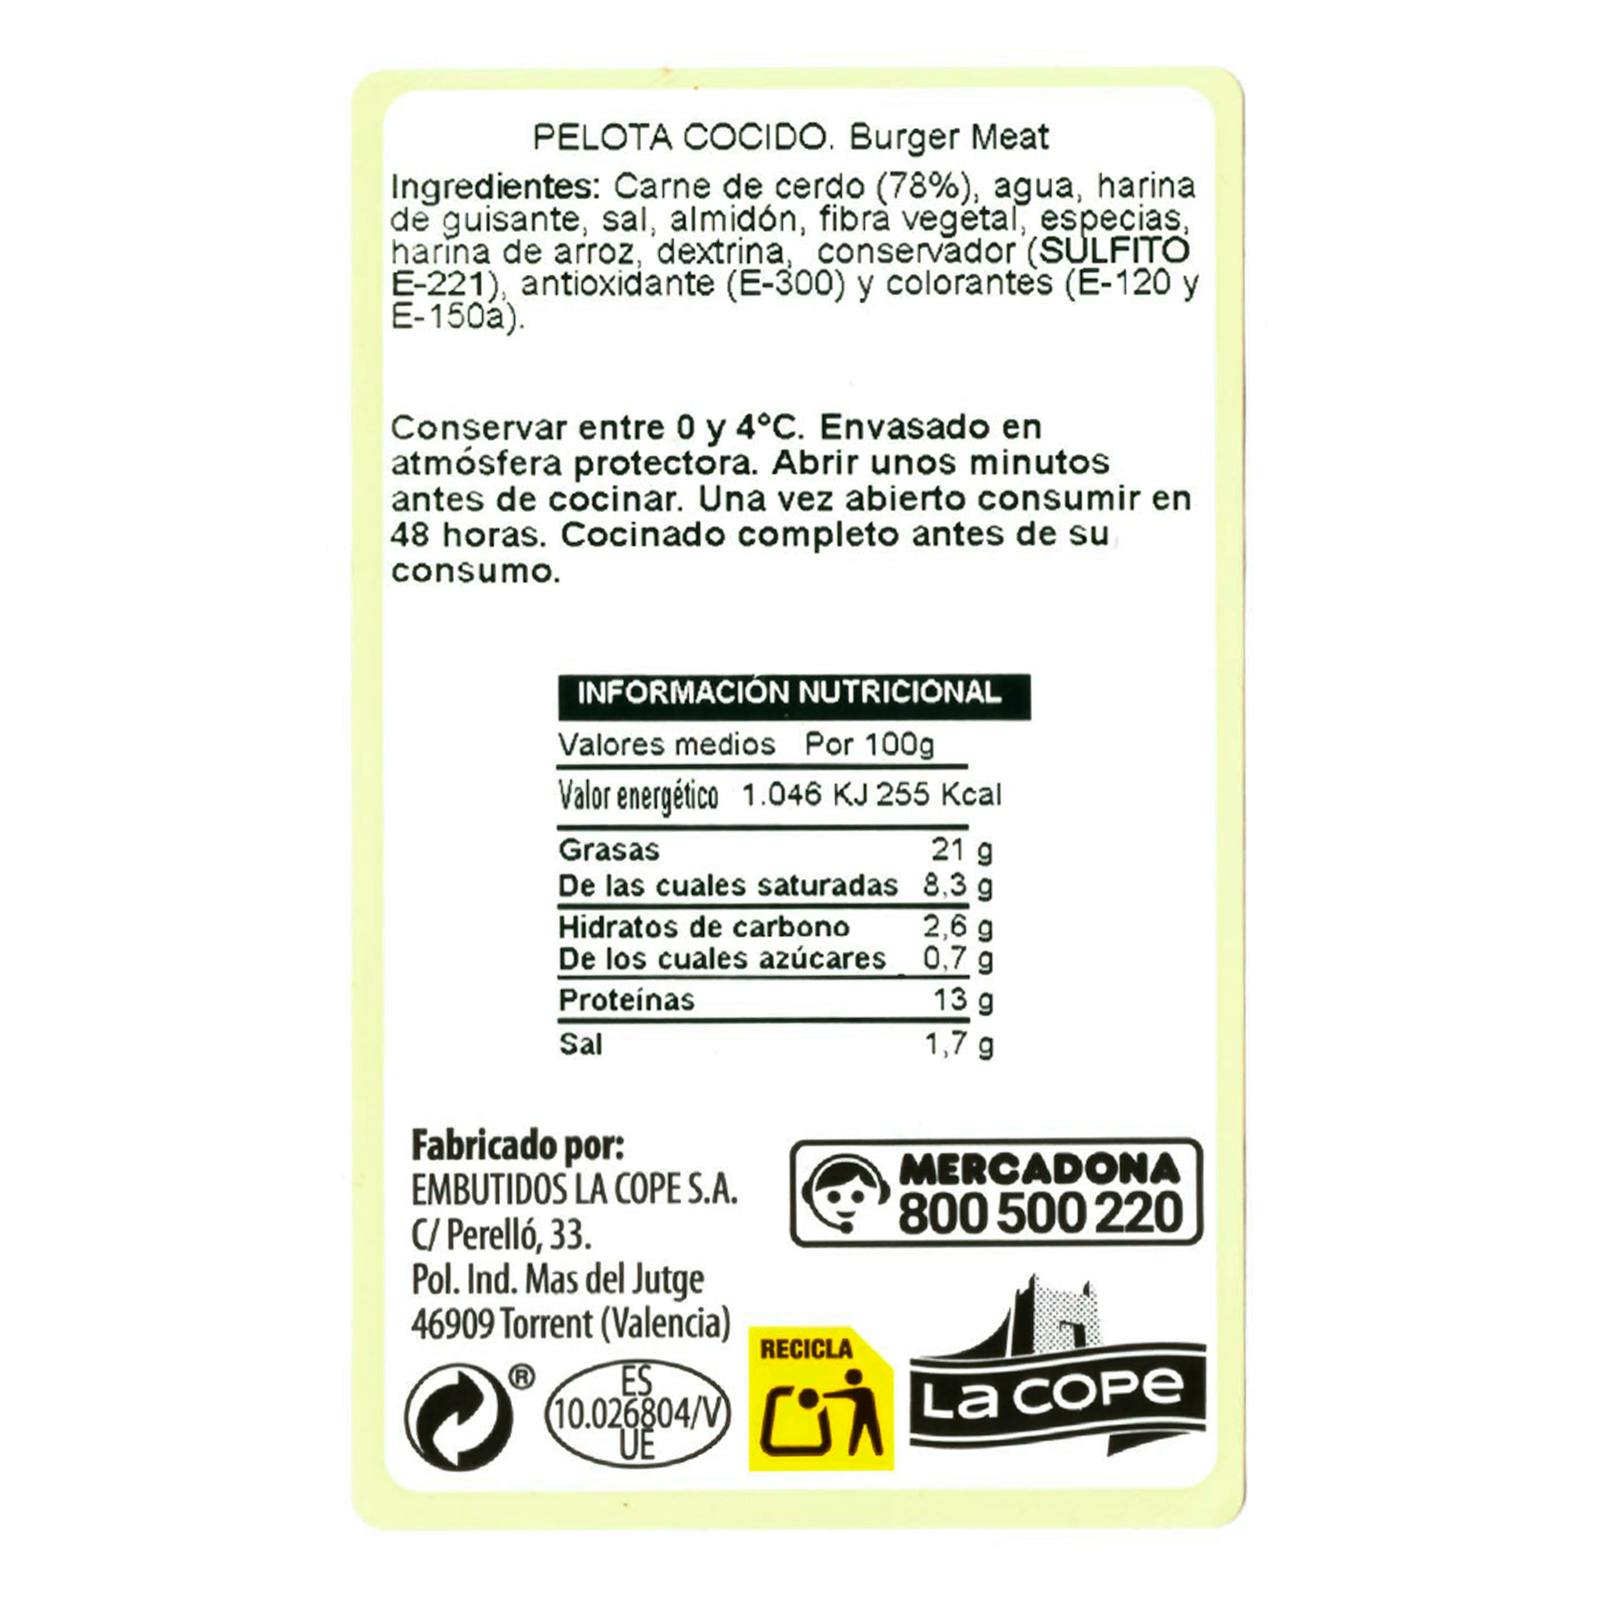 PELOTA COCIDO. Burger Meat
Ingredientes: Carne de cerdo (78%), agua, harina
de guisante, sal, almidón, fibra vegetal, especias,
harina de arroz, dextrina, conservador (SULFITO
E-221), antioxidante (E-300) y colorantes (E-120 y
E-150a).
Conservar entre 0 y 4ºC. Envasado en
atmósfera protectora. Abrir unos minutos
antes de cocinar. Una vez abierto consumir en
48 horas. Cocinado completo antes de su
consumo.
INFORMACIÓN NUTRICIONAL
Valores medios Por 100g
Valor energético 1.046 KJ 255 Kcal
Grasas 21 g
De las cuales saturadas 8,3 g
Hidratos de carbono 2,6 g
De los cuales azúcares 0,7 g
Proteínas 13 g
Sal 1,7 g
Fabricado por:
EMBUTIDOS LA COPE S.A.
C/ Perelló, 33.
Pol. Ind. Mas del Jutge
46909 Torrent (Valencia)
MERCADONA
800 500 220
®
ES
10.026804/V
UE
RECICLA
La COPe